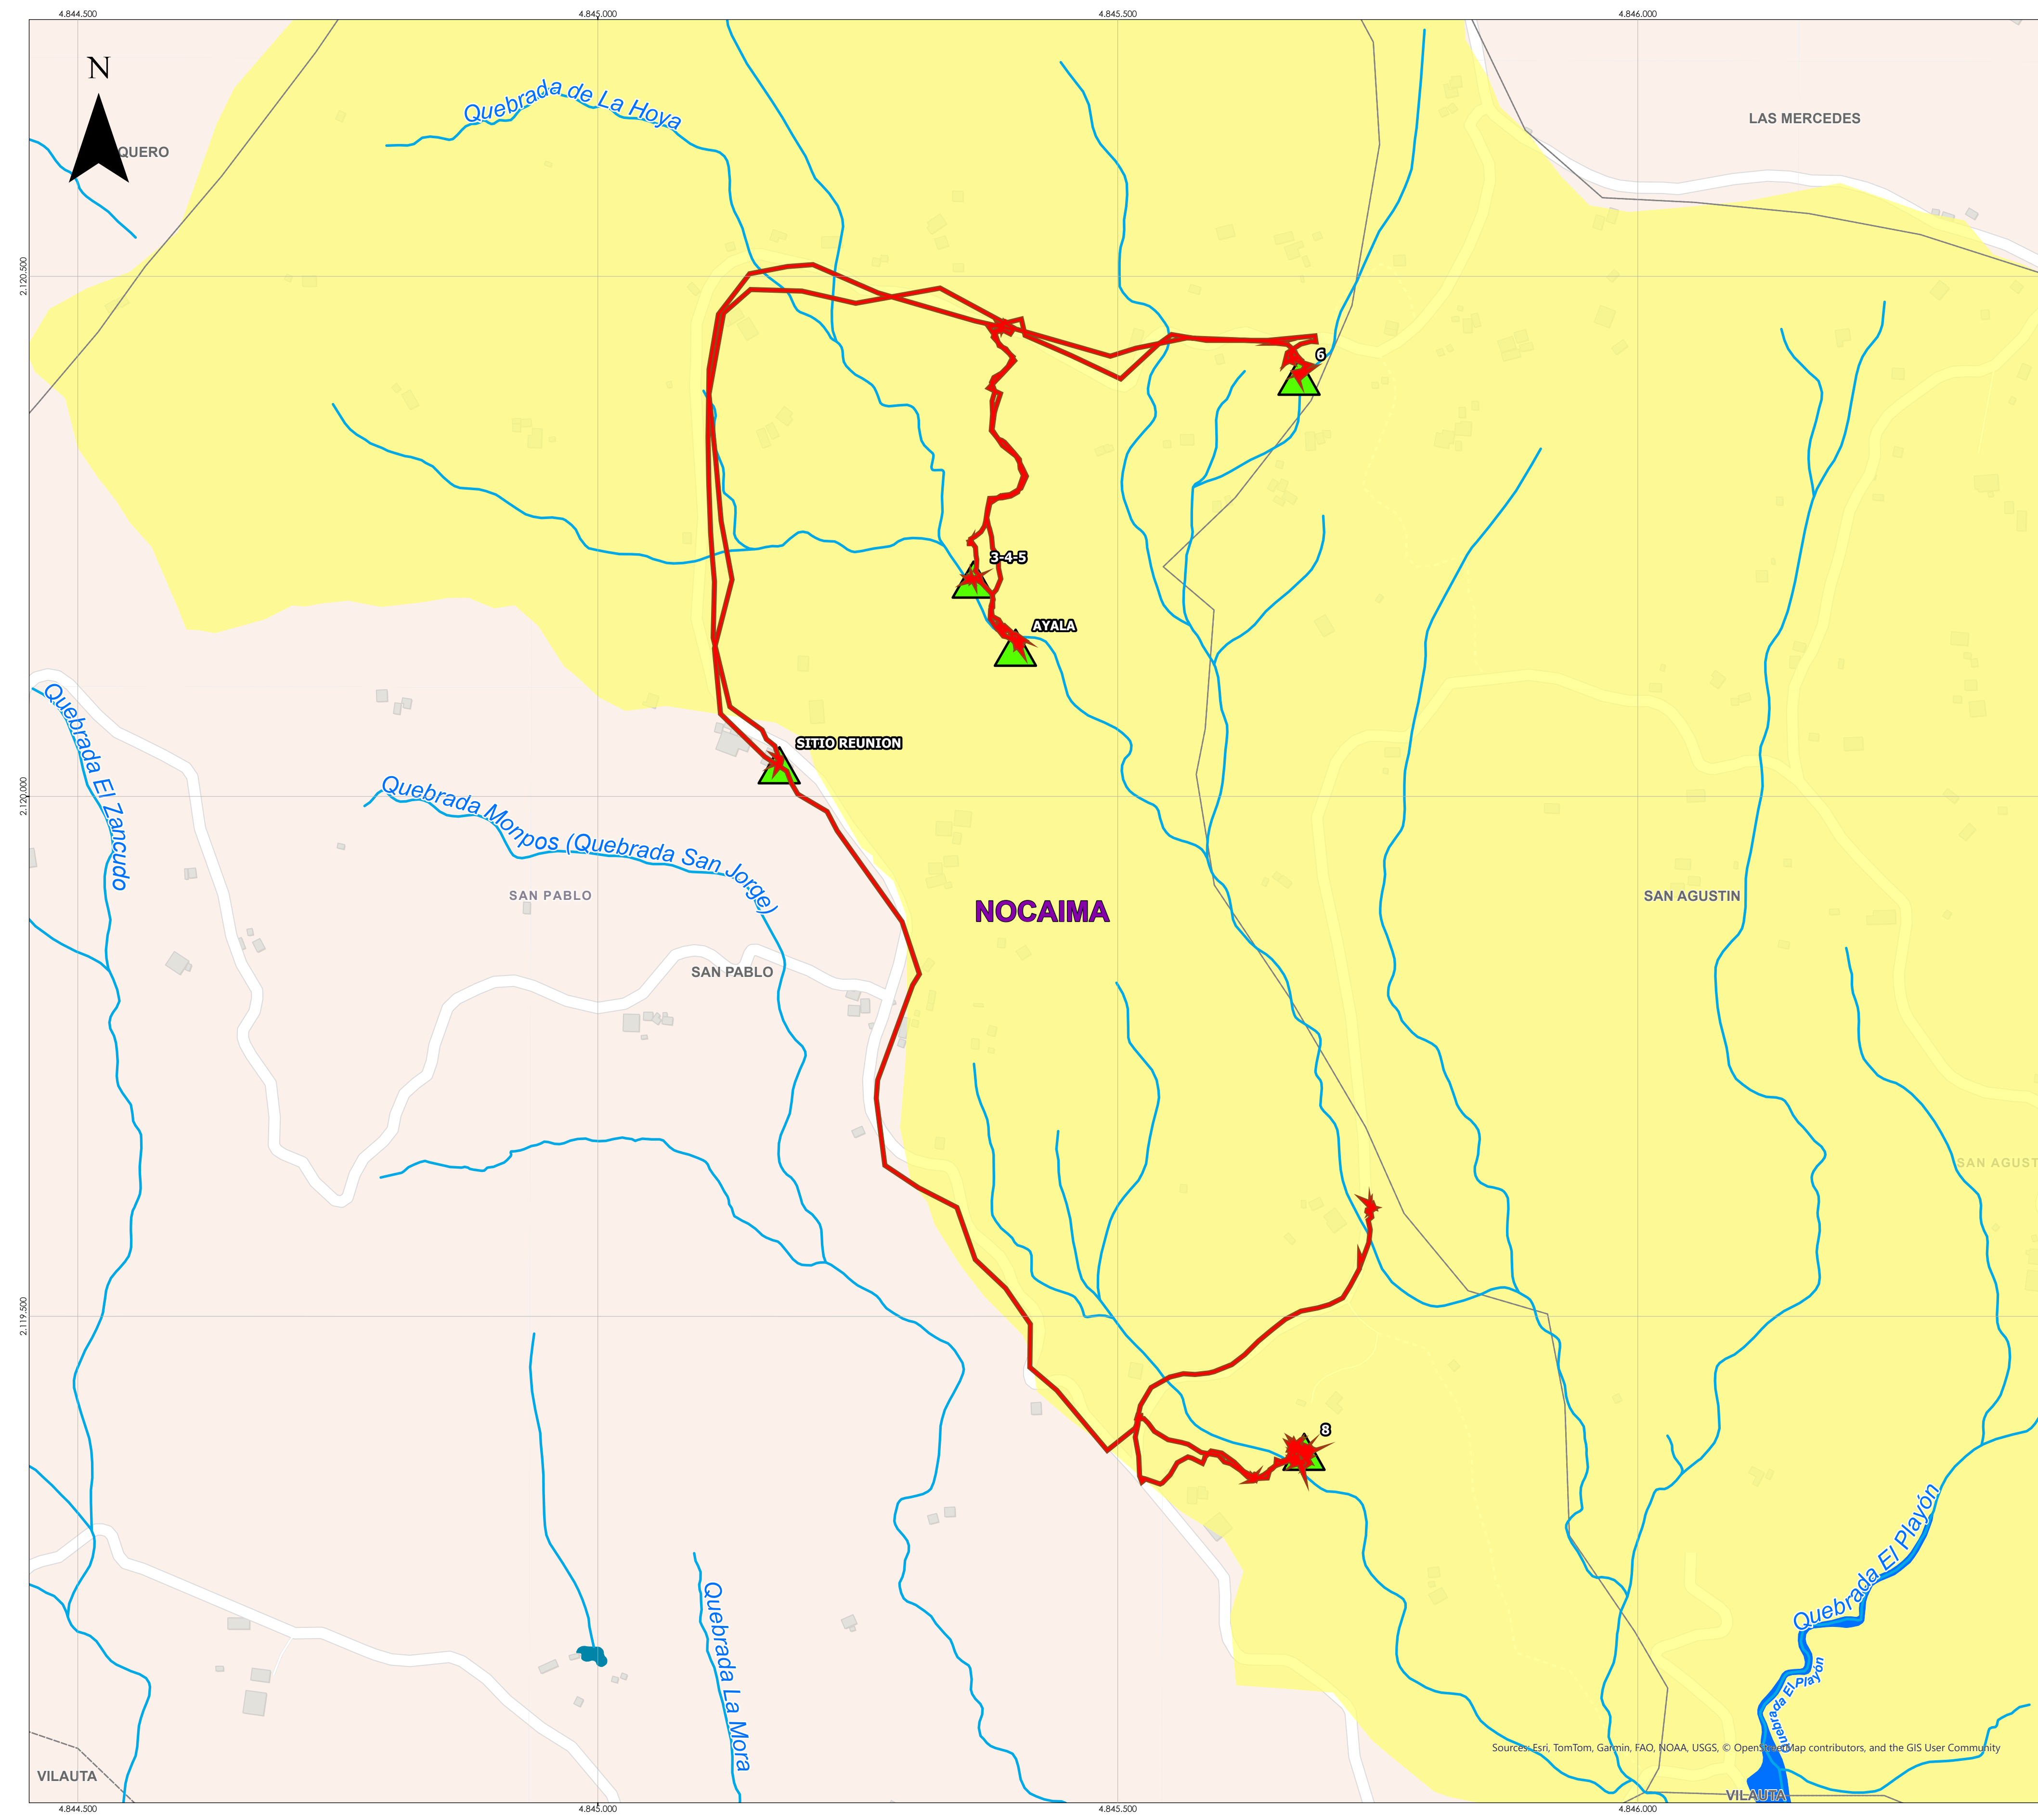 4.844.500
4.845.000
4.845.500
4.846.000
N
QUERO
Quebrada de La Hoya
LAS MERCEDES
2.120.500
6
3-4-5
AYALA
SITIO REUNION
2.120.000
Quebrada El Zancudo
Quebrada Monpos (Quebrada San Jorge)
SAN PABLO
NOCAIMA
SAN AGUSTIN
SAN PABLO
SAN AGUST
2.119.500
8
Quebrada La Mora
Quebrada El Playón
Quebrada El Playón
Sources: Esri, TomTom, Garmin, FAO, NOAA, USGS, © OpenStreetMap contributors, and the GIS User Community
VILAUTA
VILAUTA
4.844.500
4.845.000
4.845.500
4.846.000